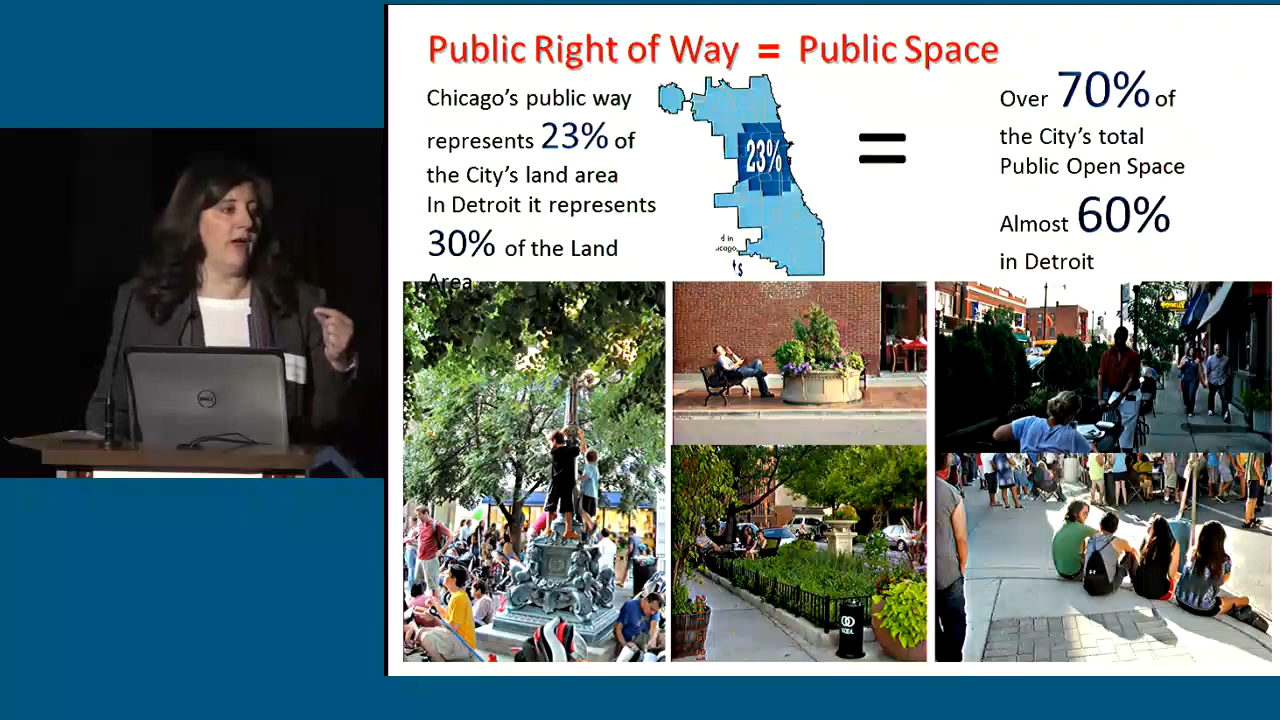 Public Right of Way = Public Space
Chicago's public way
represents 23% of
the City's land area
In Detroit it represents
30% of the Land
Area
23%
d in
=
Over 70% of
the City's total
Public Open Space
Almost 60%
in Detroit
DELL